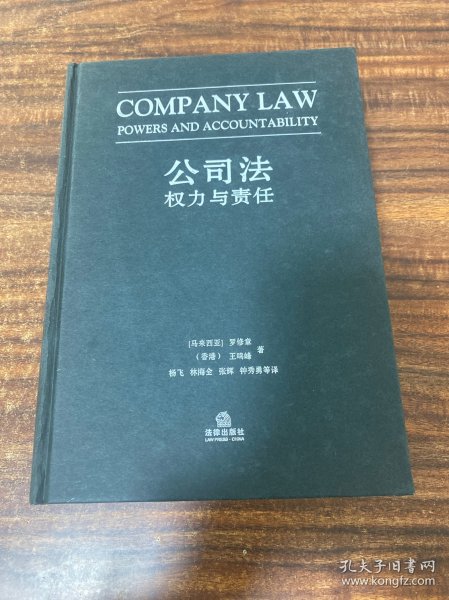 COMPANY LAW
POWERS AND ACCOUNTABILITY
公司法
权力与责任
[马来西亚] 罗修章
(香港) 王鸣峰 著
杨飞 林海全 张辉 钟秀勇等译
法律出版社
LAW PRESS·CHINA
孔夫子旧书网
www.kongfz.com